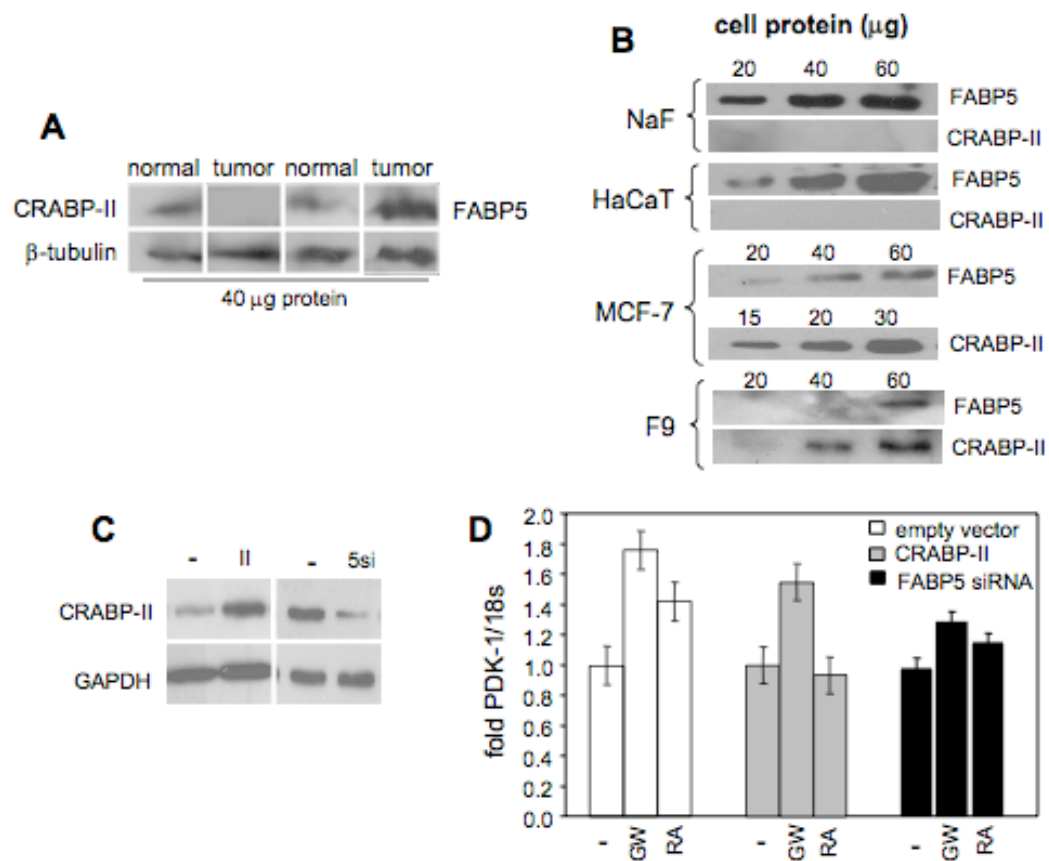 A
normal tumor normal tumor
CRABP-II FABP5
β-tubulin
40 μg protein
B
cell protein (μg)
20 40 60
NaF
FABP5
CRABP-II
HaCaT
FABP5
CRABP-II
20 40 60
MCF-7
FABP5
15 20 30
CRABP-II
20 40 60
F9
FABP5
CRABP-II
C
- II - 5si
CRABP-II
GAPDH
D
fold PDK-1/18s
2.0
1.8
1.6
1.4
1.2
1.0
0.8
0.6
0.4
0.2
0.0
empty vector
CRABP-II
FABP5 siRNA
- GW RA - GW RA - GW RA